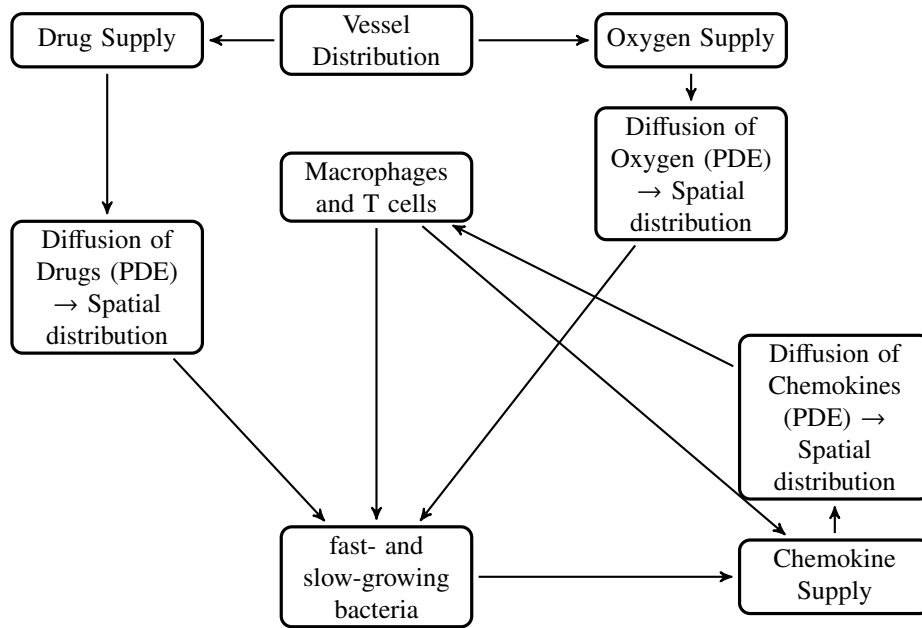 Drug Supply
Vessel
Distribution
Oxygen Supply
Diffusion of
Oxygen (PDE)
→ Spatial
distribution
Macrophages
and T cells
Diffusion of
Drugs (PDE)
→ Spatial
distribution
Diffusion of
Chemokines
(PDE) →
Spatial
distribution
fast- and
slow-growing
bacteria
Chemokine
Supply